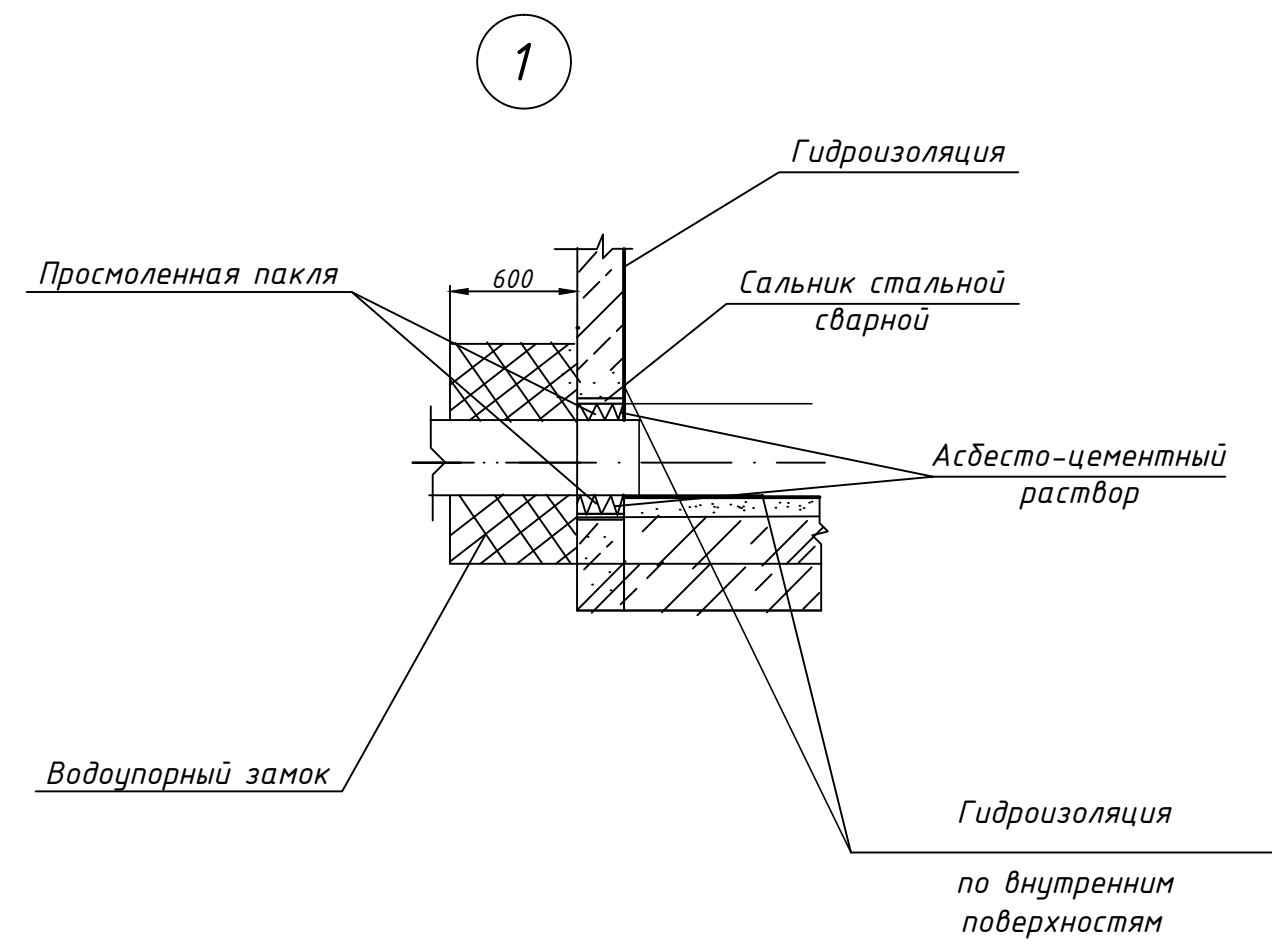 1
Гидроизоляция
Просмоленная пакля
600
Сальник стальной
сварной
Асбесто-цементный
раствор
Водоупорный замок
Гидроизоляция
по внутренним
поверхностям